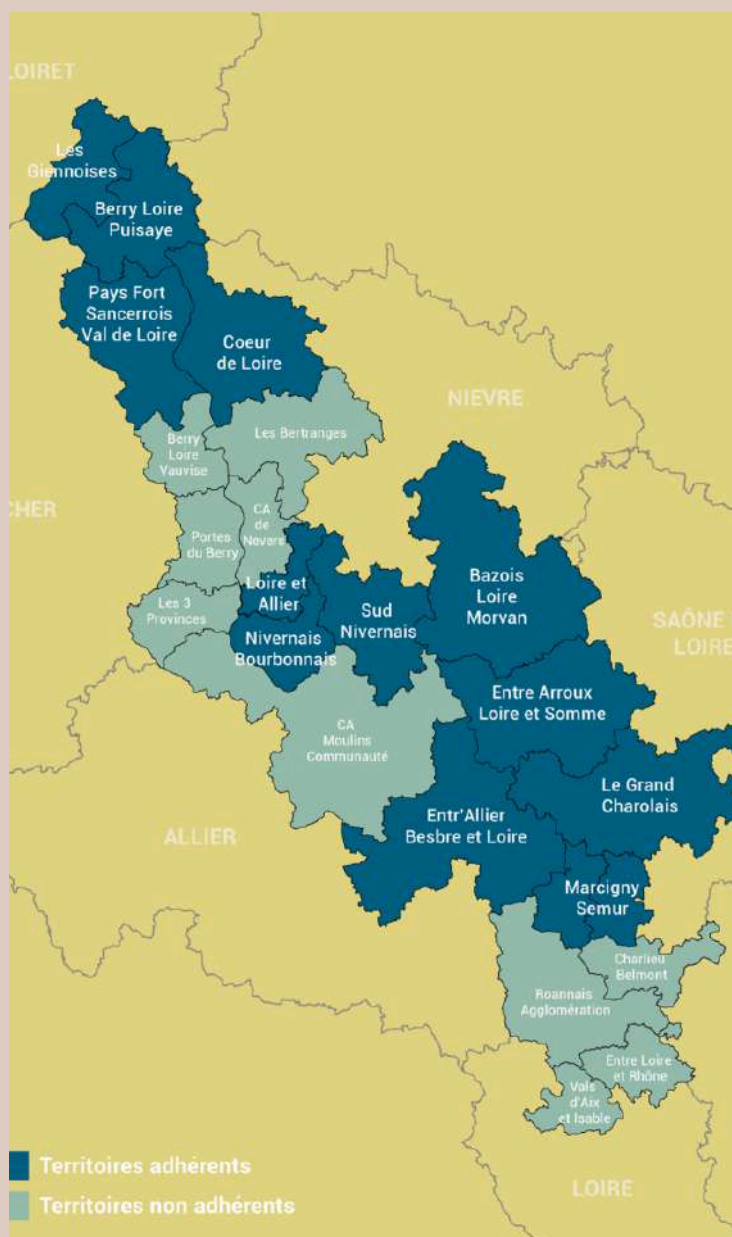 LOIRET
Les
Giennoises
Berry Loire
Puisaye
Pays Fort
Sancerrois
Val de Loire
Coeur
de Loire
NIEVRE
Berry
Loire
Vauvise
Les Bertranges
CHER
CA
de
Nevers
Portes
du Berry
Loire et
Allier
Les 3
Provinces
Nivernais
Bourbonnais
Sud
Nivernais
Bazois
Loire
Morvan
SAÔNE
LOIRE
Entre Arroux
Loire et Somme
CA
Moulins
Communauté
Le Grand
Charolais
ALLIER
Entr'Allier
Besbre et Loire
Marcigny
Semur
Charlieu
Belmont
Roannais
Agglomération
Entre Loire
et Rhône
Vals
d'Aix
et Isable
Territoires adhérents
Territoires non adhérents
LOIRE